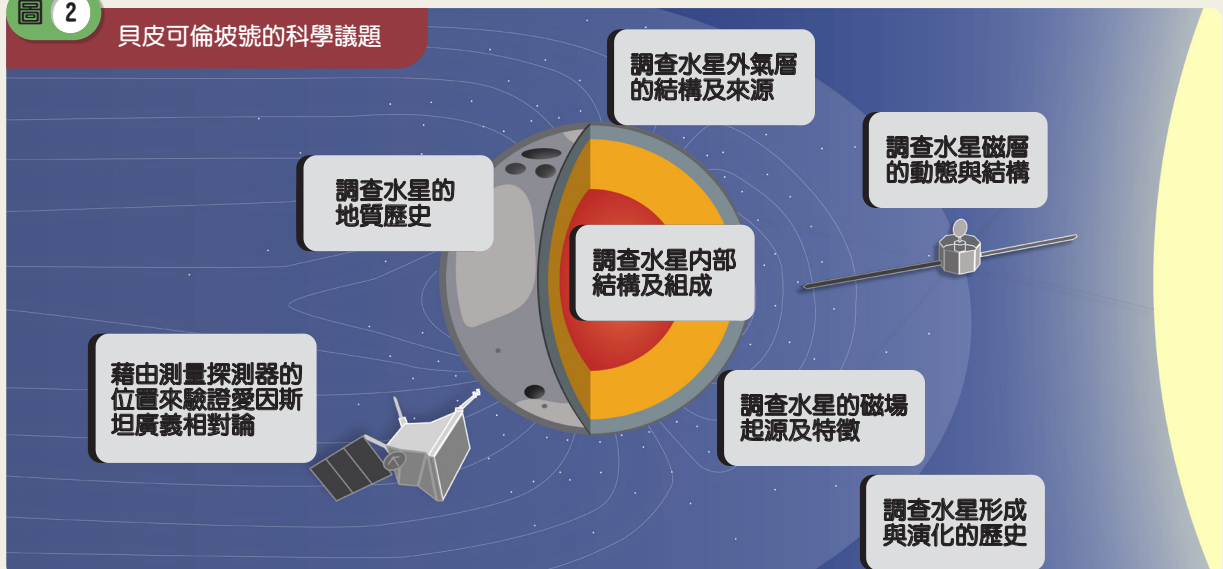 圖 2
貝皮可倫坡號的科學議題
調查水星外氣層
的結構及來源
調查水星磁層
的動態與結構
調查水星的
地質歷史
調查水星內部
結構及組成
藉由測量探測器的
位置來驗證愛因斯
坦廣義相對論
調查水星的磁場
起源及特徵
調查水星形成
與演化的歷史